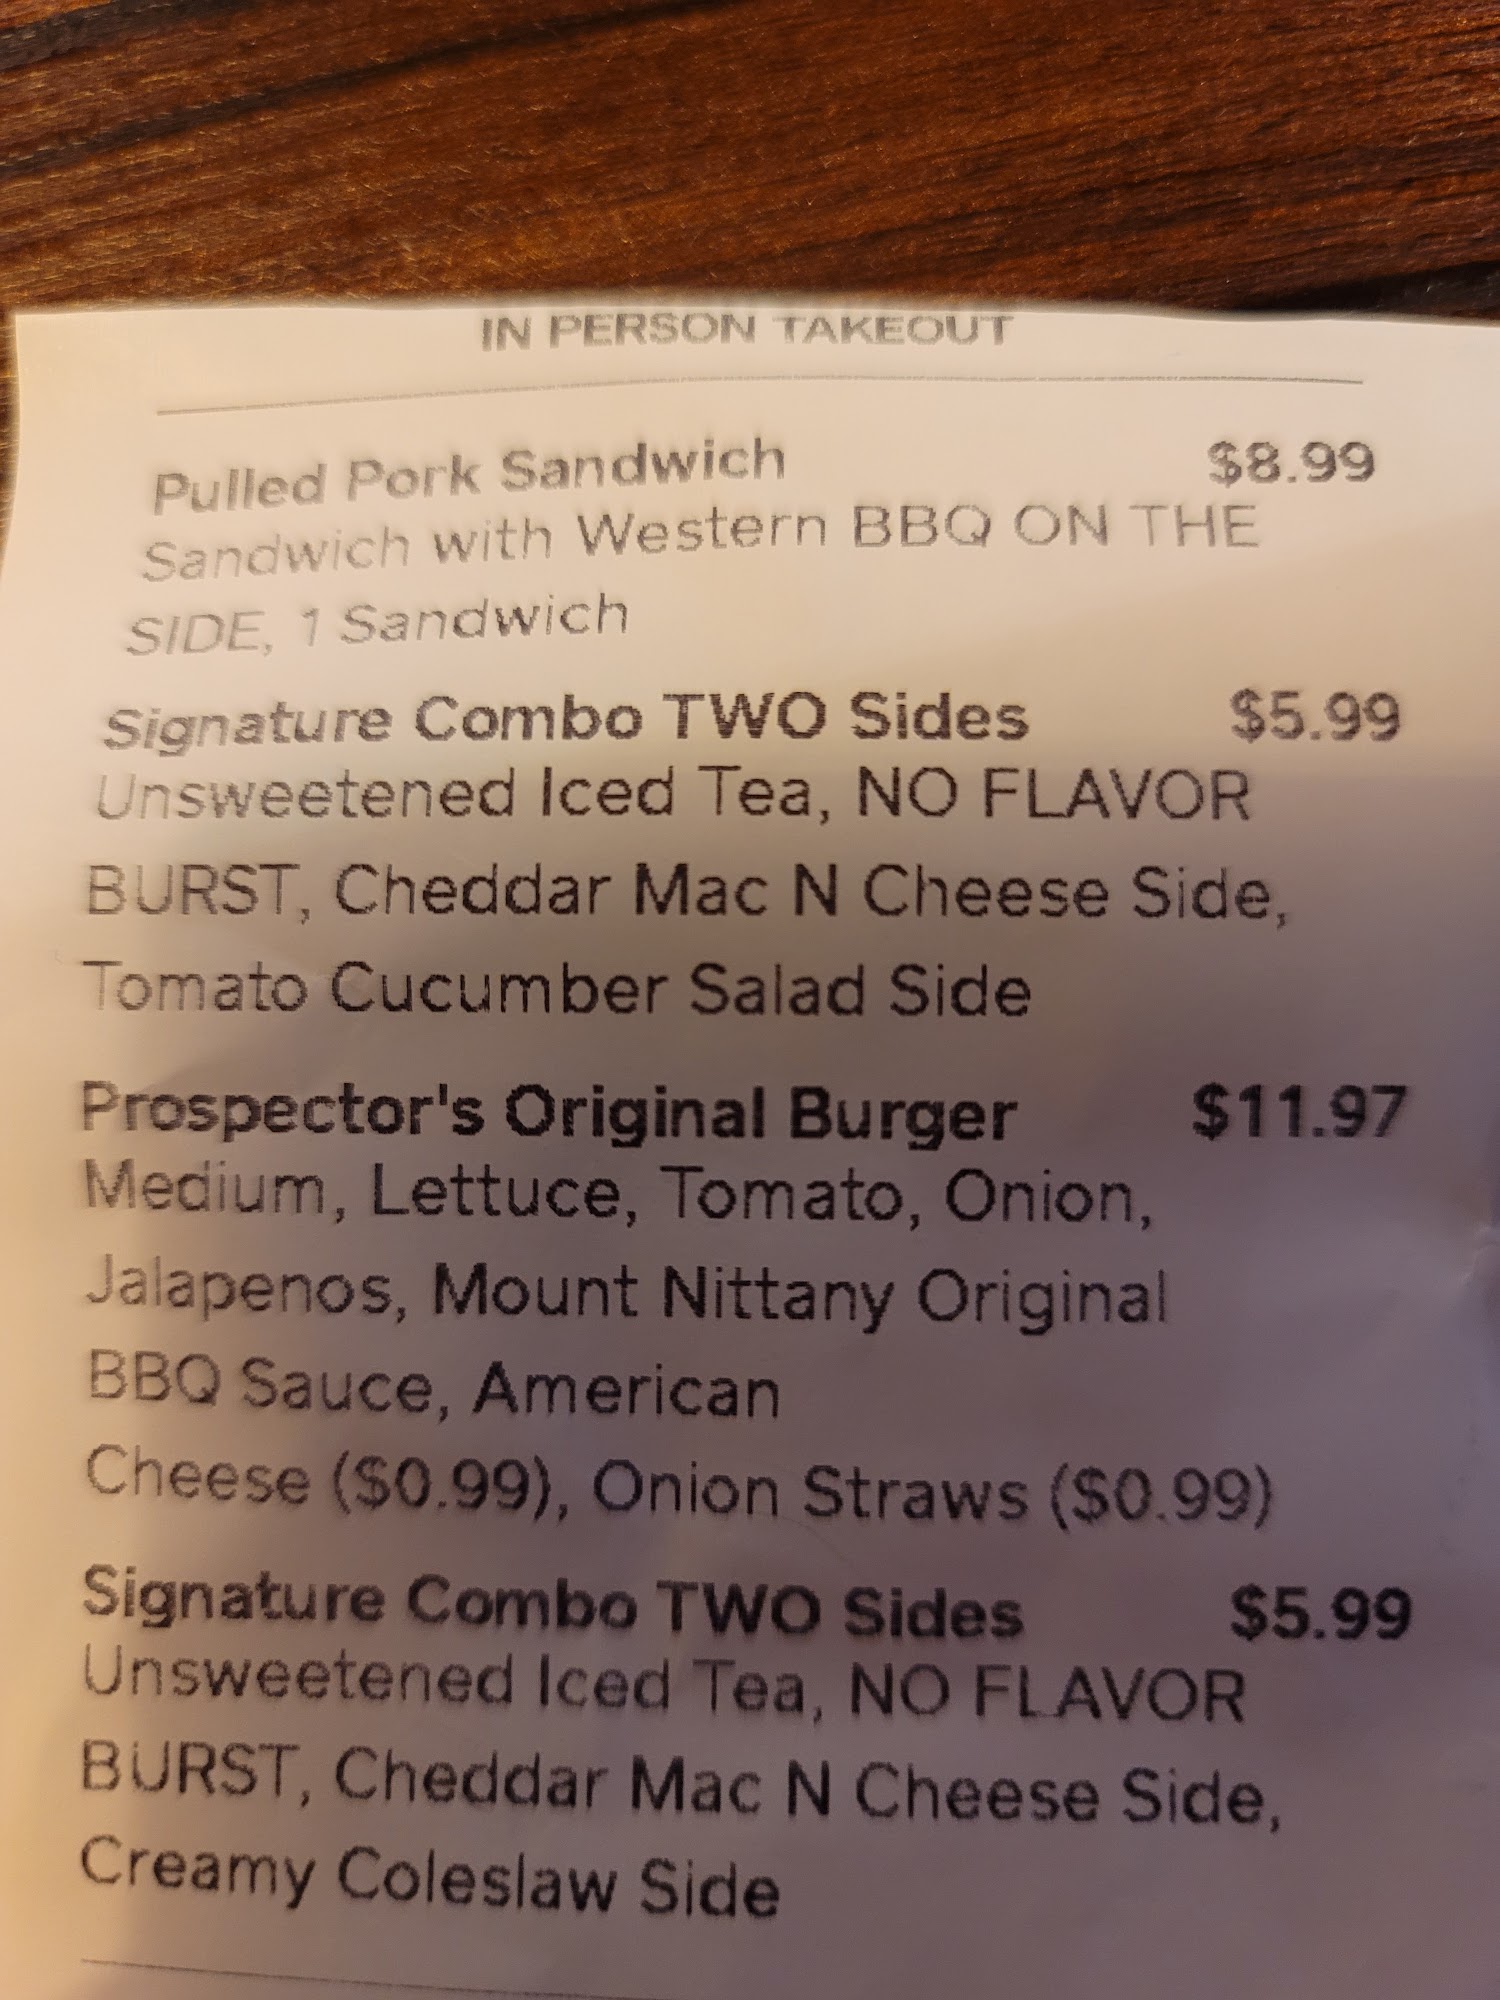 IN PERSON TAKEOUT
Pulled Pork Sandwich $8.99
Sandwich with Western BBQ ON THE
SIDE, 1 Sandwich
Signature Combo TWO Sides $5.99
Unsweetened Iced Tea, NO FLAVOR
BURST, Cheddar Mac N Cheese Side,
Tomato Cucumber Salad Side
Prospector's Original Burger $11.97
Medium, Lettuce, Tomato, Onion,
Jalapenos, Mount Nittany Original
BBQ Sauce, American
Cheese ($0.99), Onion Straws ($0.99)
Signature Combo TWO Sides $5.99
Unsweetened Iced Tea, NO FLAVOR
BURST, Cheddar Mac N Cheese Side,
Creamy Coleslaw Side